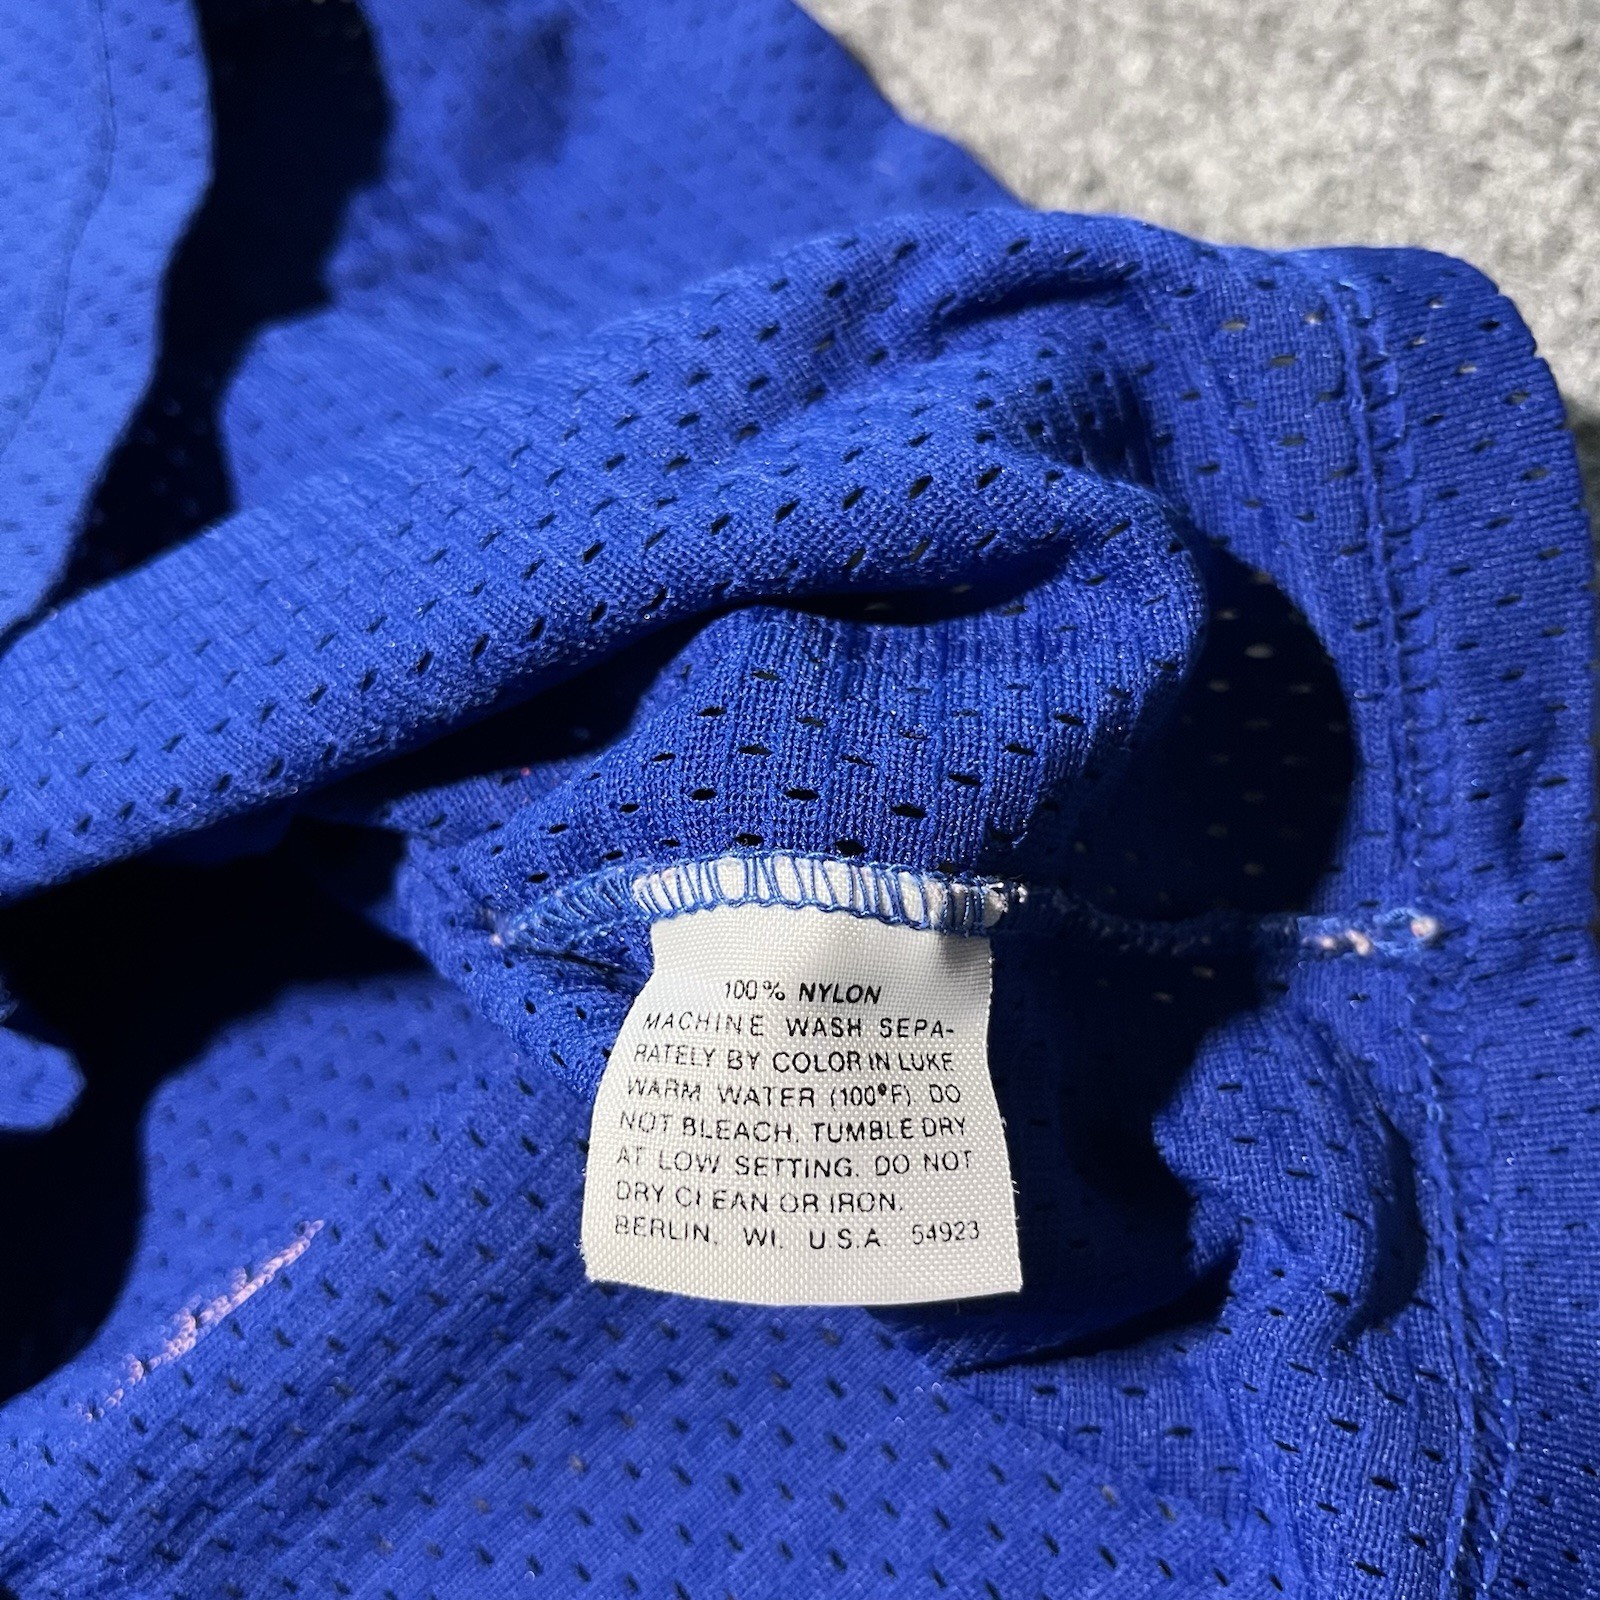 100% NYLON
MACHINE WASH SEPA-
RATELY BY COLOR IN LUKE
WARM WATER (100°F) DO
NOT BLEACH. TUMBLE DRY
AT LOW SETTING. DO NOT
DRY CLEAN OR IRON.
BERLIN, WI. U.S.A. 54923